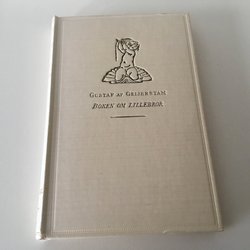 GUSTAF AF GEIJERSTAM
BOKEN OM LILLEBROR